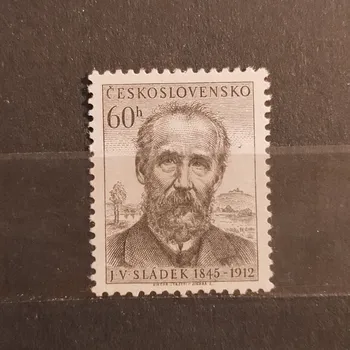 ČESKOSLOVENSKO
60h
J V · SLÁDEK 1845 - 1912